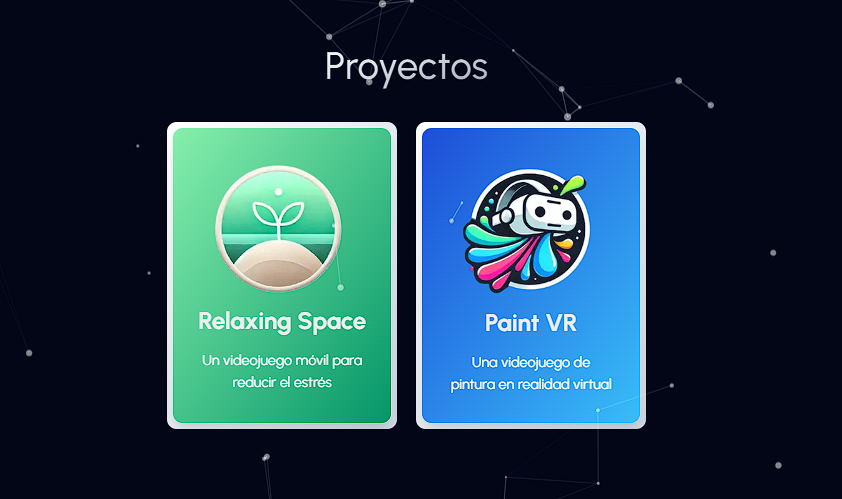 Proyectos
Relaxing Space
Un videojuego móvil para
reducir el estrés
Paint VR
Una videojuego de
pintura en realidad virtual